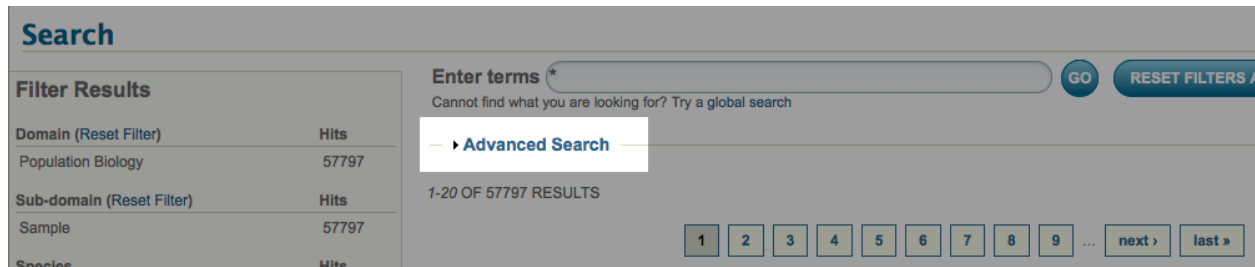 Search
Filter Results
Domain (Reset Filter) Hits
Population Biology 57797
Sub-domain (Reset Filter) Hits
Sample 57797
Species Hits
Enter terms * GO RESET FILTERS A
Cannot find what you are looking for? Try a global search
Advanced Search
1-20 OF 57797 RESULTS
1 2 3 4 5 6 7 8 9 ... next › last »